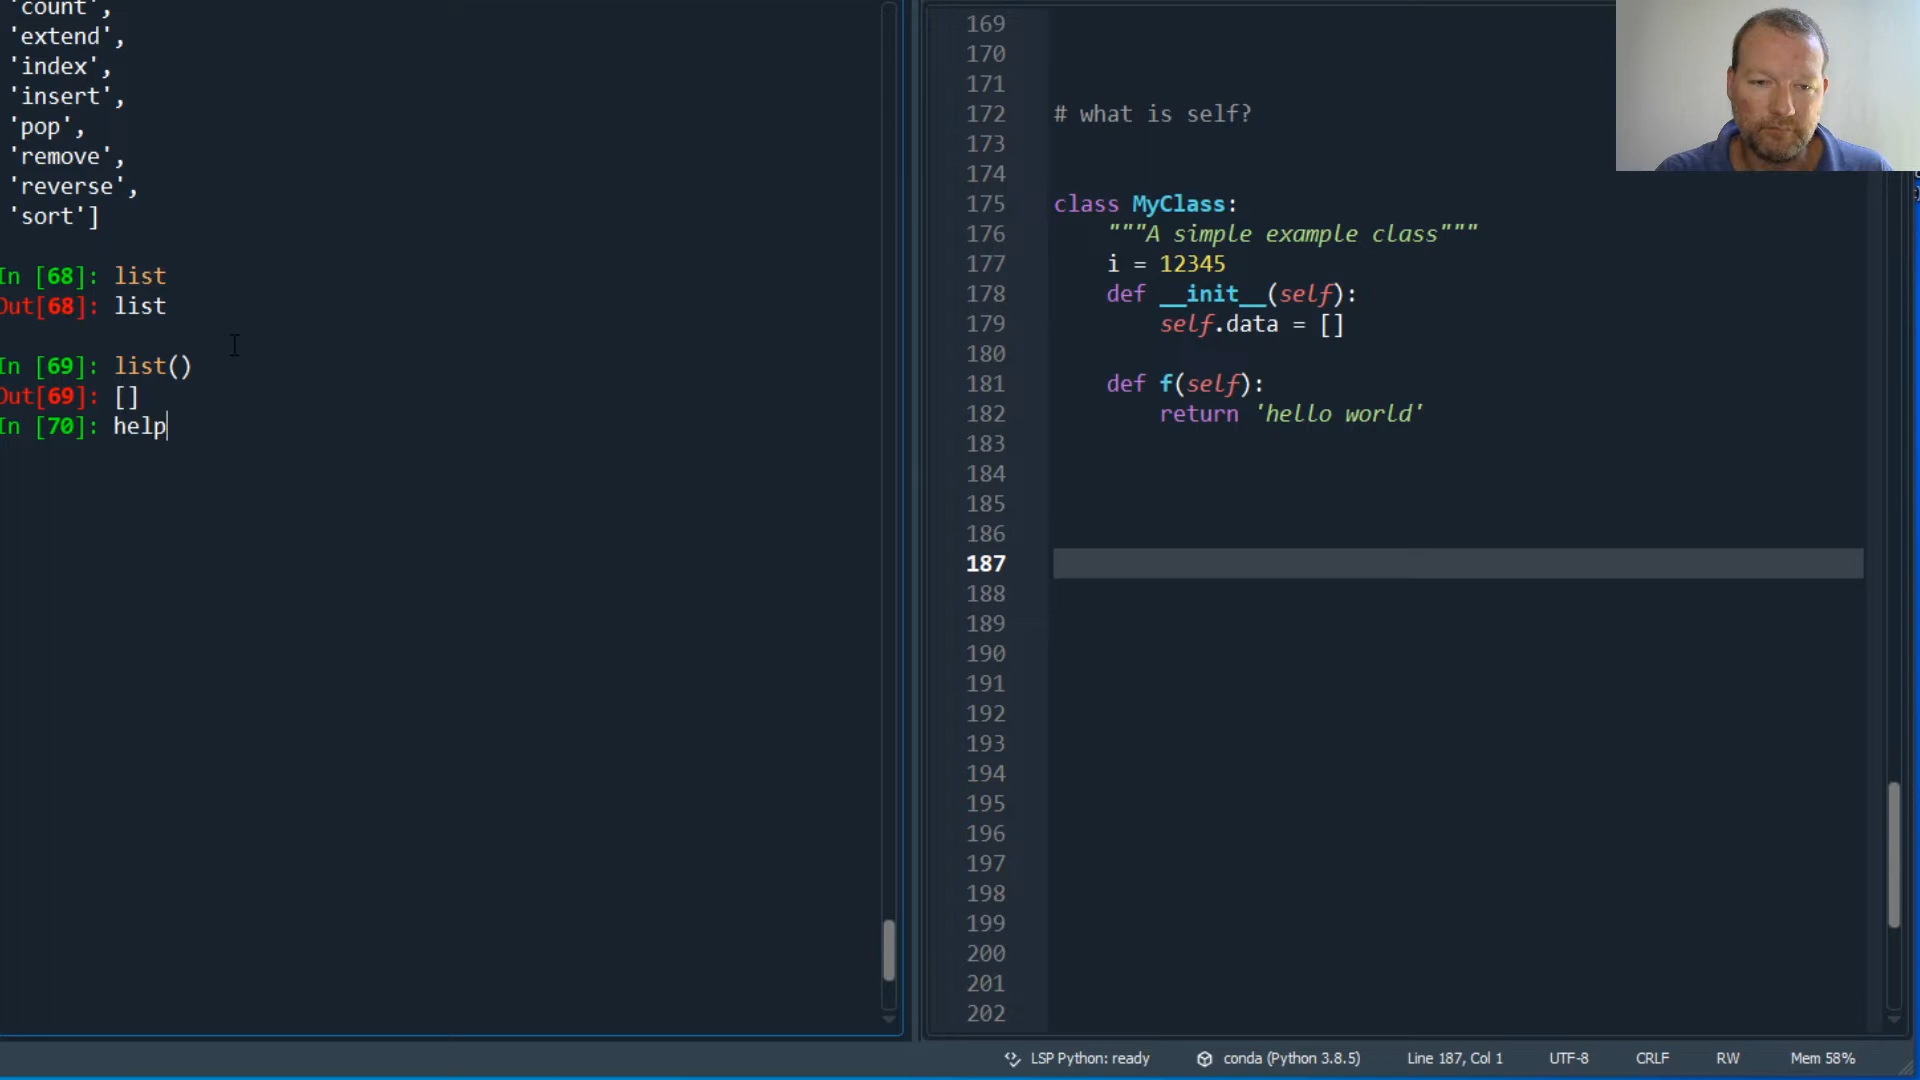 'count',
'extend',
'index',
'insert',
'pop',
'remove',
'reverse',
'sort']
In [68]: list
Out[68]: list
In [69]: list()
Out[69]: []
In [70]: help
169
170
171
172 # what is self?
173
174
175 class MyClass:
176 """A simple example class"""
177 i = 12345
178 def __init__(self):
179 self.data = []
180
181 def f(self):
182 return 'hello world'
183
184
185
186
187
188
189
190
191
192
193
194
195
196
197
198
199
200
201
202
LSP Python: ready conda (Python 3.8.5) Line 187, Col 1 UTF-8 CRLF RW Mem 58%